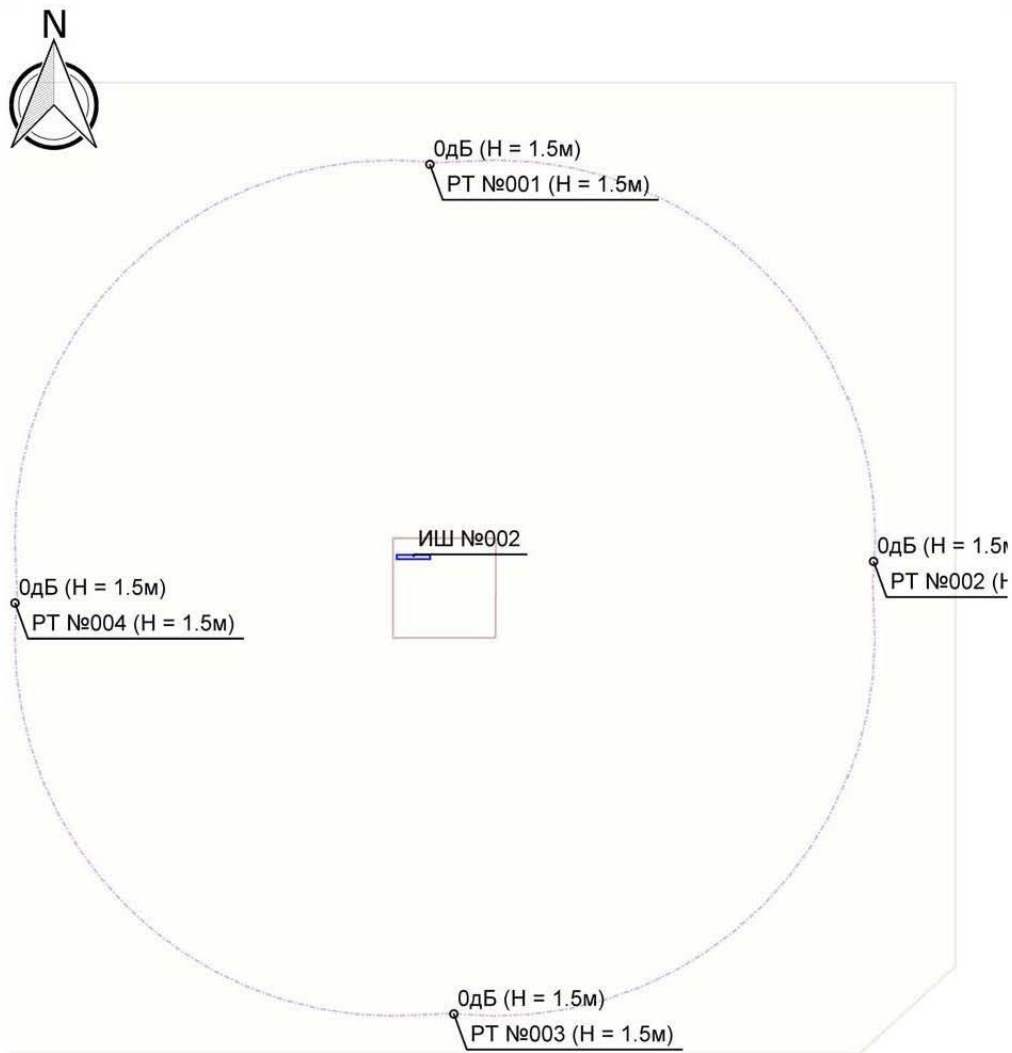 N
0дБ (H = 1.5м)
РТ №001 (H = 1.5м)
ИШ №002
0дБ (H = 1.5м
РТ №002 (H
0дБ (H = 1.5м)
РТ №004 (H = 1.5м)
0дБ (H = 1.5м)
РТ №003 (H = 1.5м)